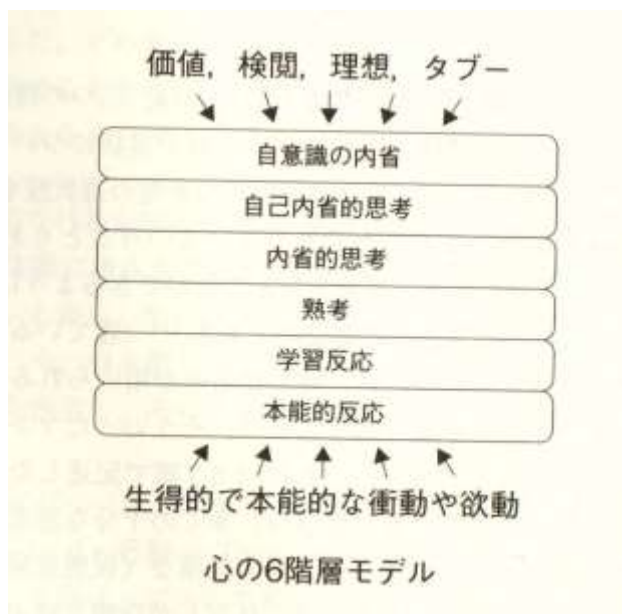 価値, 検閲, 理想, タブー
自意識の内省
自己内省的思考
内省的思考
熟考
学習反応
本能的反応
生得的で本能的な衝動や欲動
心の6階層モデル